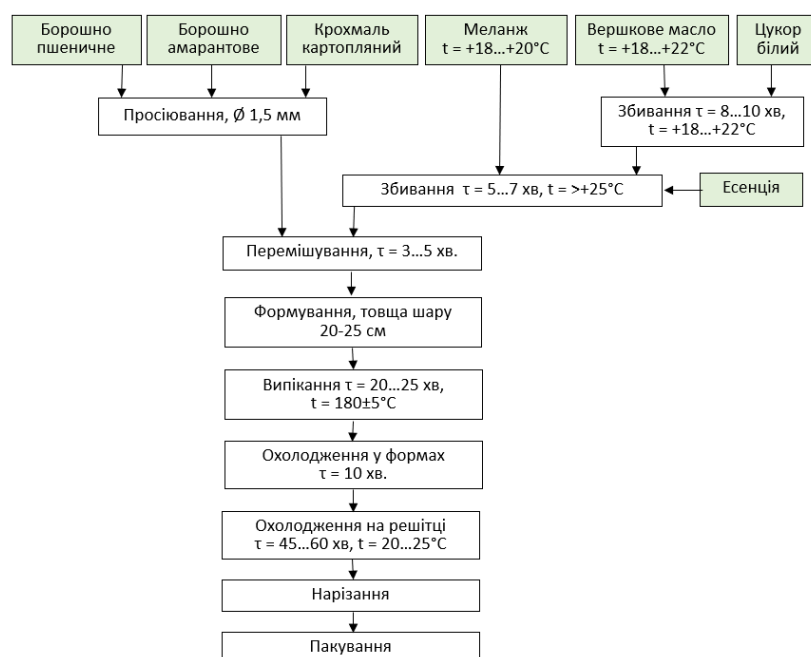 Борошно
пшеничне
Борошно
амарантове
Крохмаль
картопляний
Меланж
t = +18...+20°C
Вершкове масло
t = +18...+22°C
Цукор
білий
Просіювання, Ø 1,5 мм
Збивання τ = 8...10 хв,
t = +18...+22°C
Збивання τ = 5...7 хв, t = >+25°C
Есенція
Перемішування, τ = 3...5 хв.
Формування, товща шару
20-25 см
Випікання τ = 20...25 хв,
t = 180±5°C
Охолодження у формах
τ = 10 хв.
Охолодження на решітці
τ = 45...60 хв, t = 20...25°C
Нарізання
Пакування